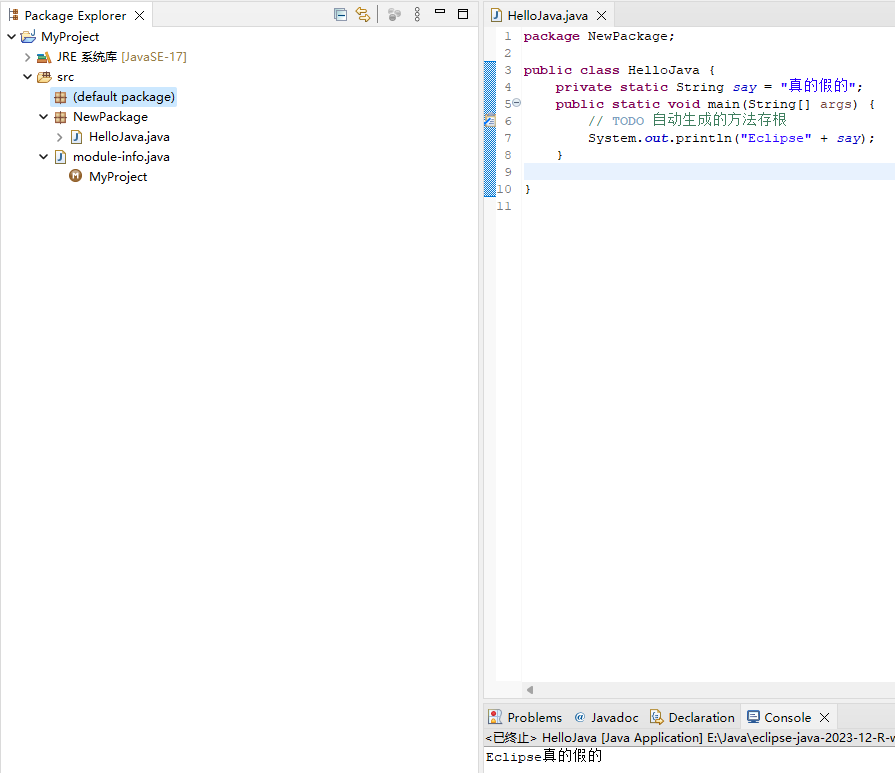 Package Explorer
MyProject
JRE 系统库 [JavaSE-17]
src
(default package)
NewPackage
HelloJava.java
module-info.java
MyProject
HelloJava.java
1 package NewPackage;
2
3 public class HelloJava {
4 private static String say = "真的假的";
5 public static void main(String[] args) {
6 // TODO 自动生成的方法存根
7 System.out.println("Eclipse" + say);
8 }
9
10 }
11
Problems @ Javadoc Declaration Console
<已终止> HelloJava [Java Application] E:\Java\eclipse-java-2023-12-R-w
Eclipse真的假的